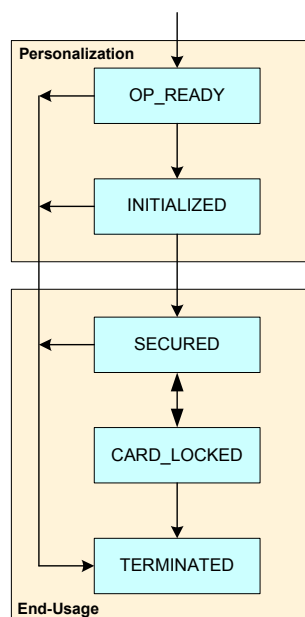 Personalization
OP_READY
INITIALIZED
SECURED
CARD_LOCKED
TERMINATED
End-Usage